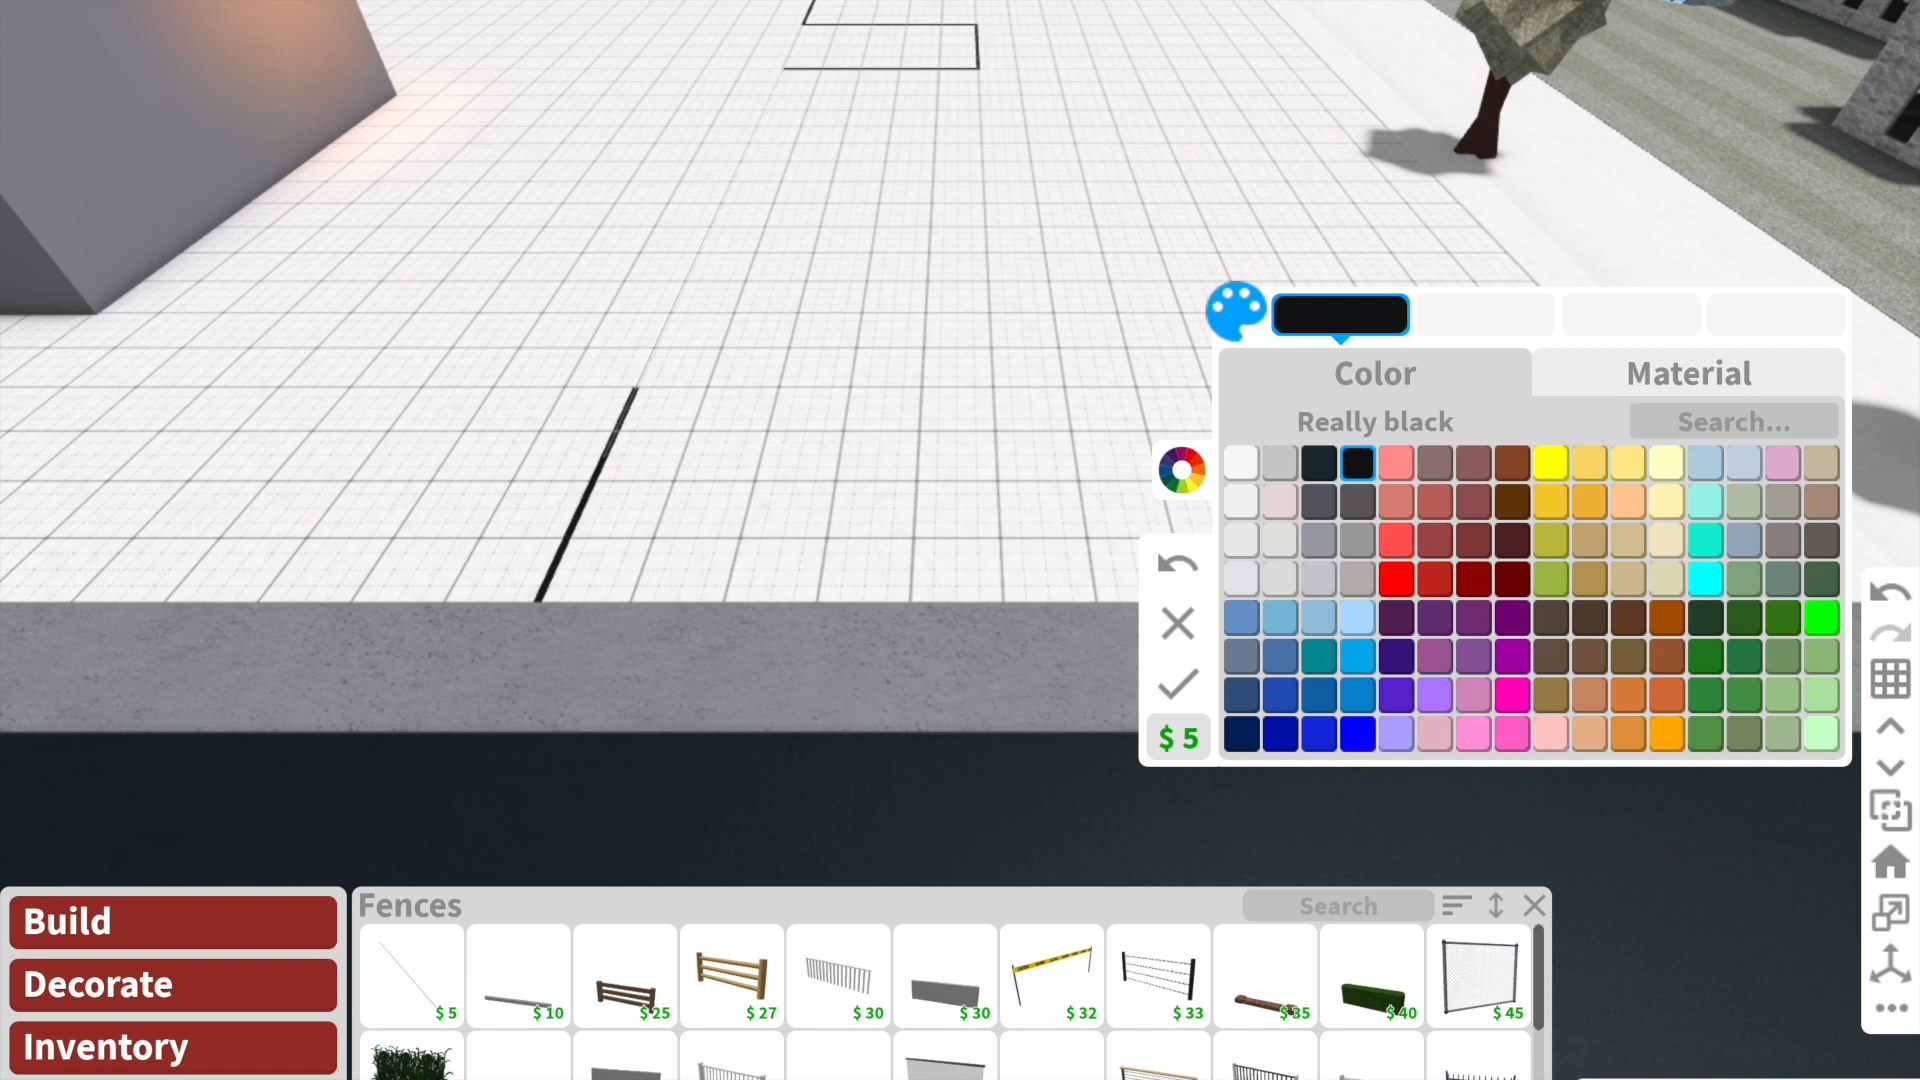 Color
Material
Really black
Search...
$ 5
Build
Decorate
Inventory
Fences
Search
$ 5
$ 10
$ 25
$ 27
$ 30
$ 30
$ 32
$ 33
$ 35
$ 40
$ 45